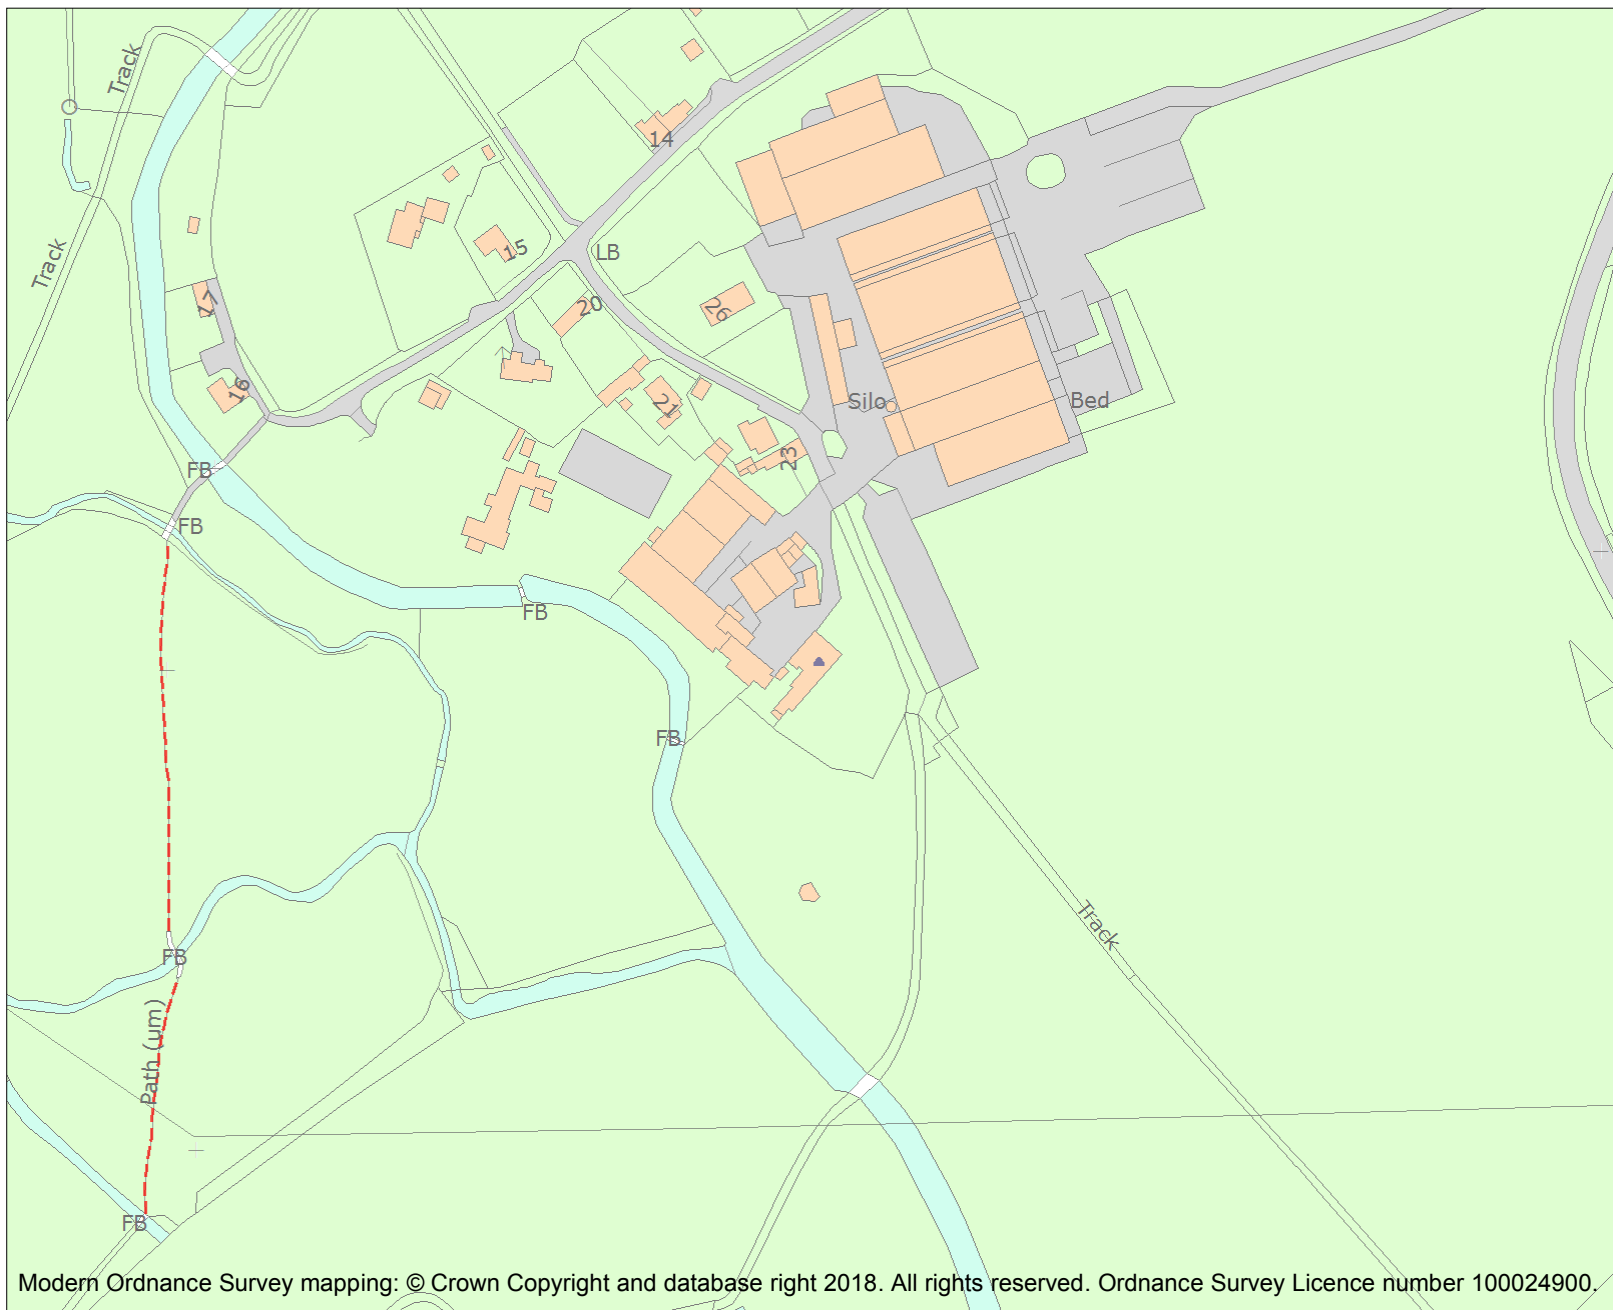 Track
14
Track
15
LB
17
20
26
16
21
Silo
Bed
23
FB
FB
FB
FB
Track
FB
Path (um)
FB
Modern Ordnance Survey mapping: © Crown Copyright and database right 2018. All rights reserved. Ordnance Survey Licence number 100024900.